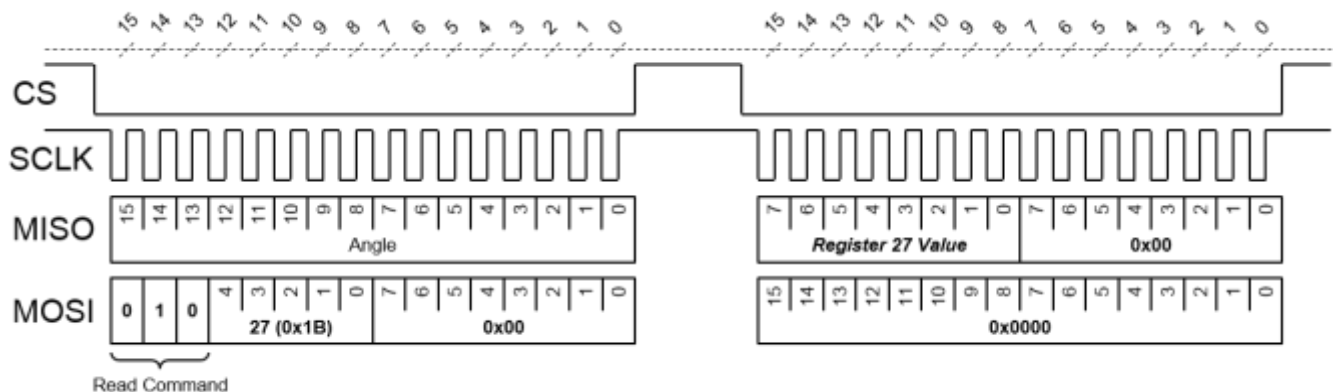 15 14 13 12 11 10 9 8 7 6 5 4 3 2 1 0 15 14 13 12 11 10 9 8 7 6 5 4 3 2 1 0
CS
SCLK
MISO 15 14 13 12 11 10 9 8 7 6 5 4 3 2 1 0 7 6 5 4 3 2 1 0 7 6 5 4 3 2 1 0
Angle Register 27 Value 0x00
MOSI 0 1 0 4 3 2 1 0 7 6 5 4 3 2 1 0 15 14 13 12 11 10 9 8 7 6 5 4 3 2 1 0
27 (0x1B) 0x00 0x0000
Read Command